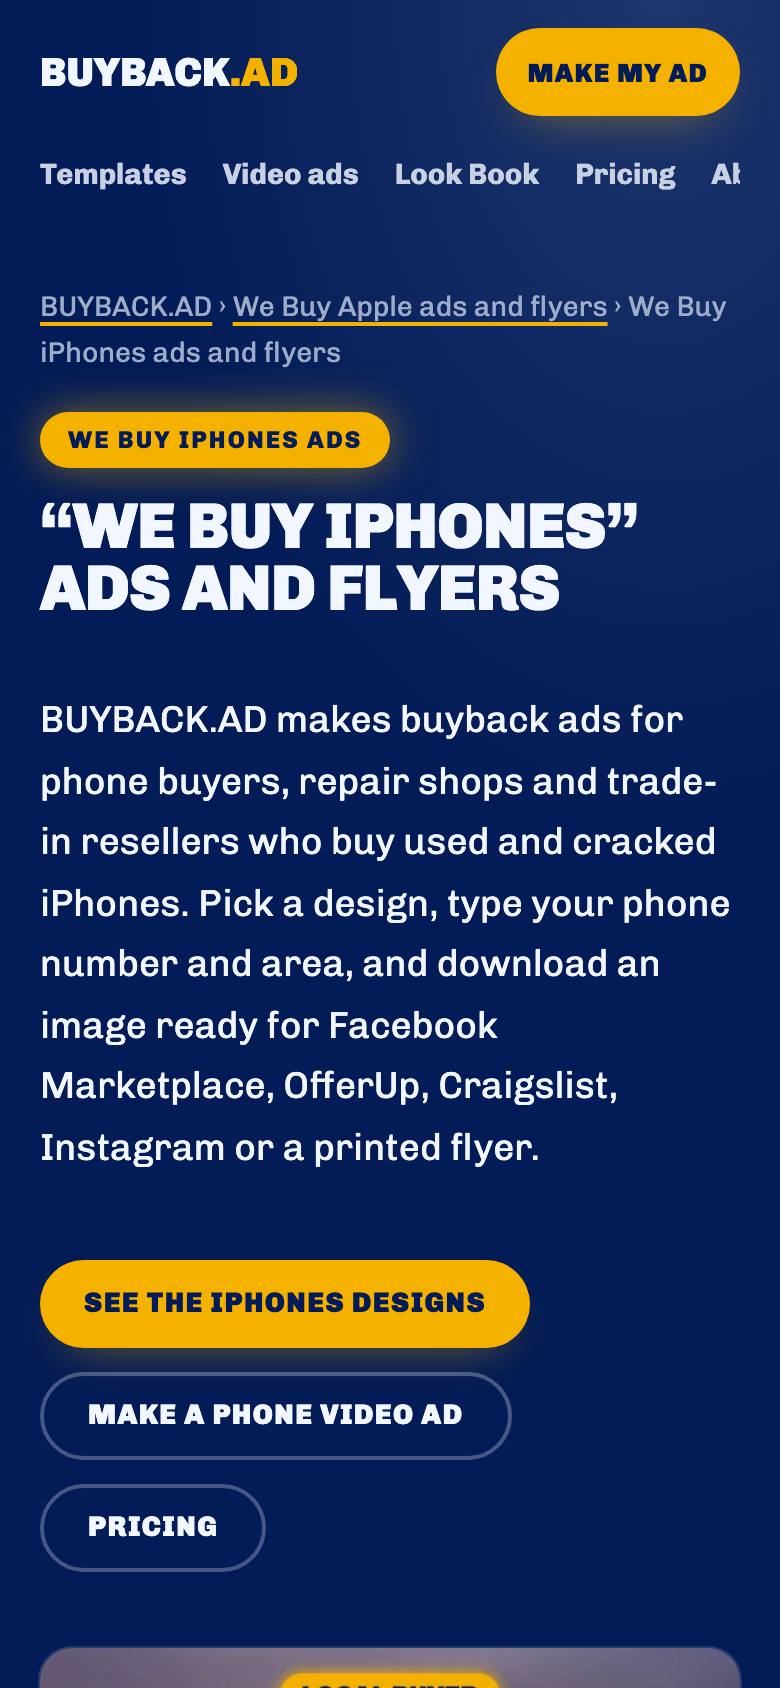 BUYBACK.AD
MAKE MY AD
Templates Video ads Look Book Pricing
BUYBACK.AD › We Buy Apple ads and flyers › We Buy
iPhones ads and flyers
WE BUY IPHONES ADS
“WE BUY IPHONES”
ADS AND FLYERS
BUYBACK.AD makes buyback ads for
phone buyers, repair shops and trade-
in resellers who buy used and cracked
iPhones. Pick a design, type your phone
number and area, and download an
image ready for Facebook
Marketplace, OfferUp, Craigslist,
Instagram or a printed flyer.
SEE THE IPHONES DESIGNS
MAKE A PHONE VIDEO AD
PRICING
LOCAL BUYER